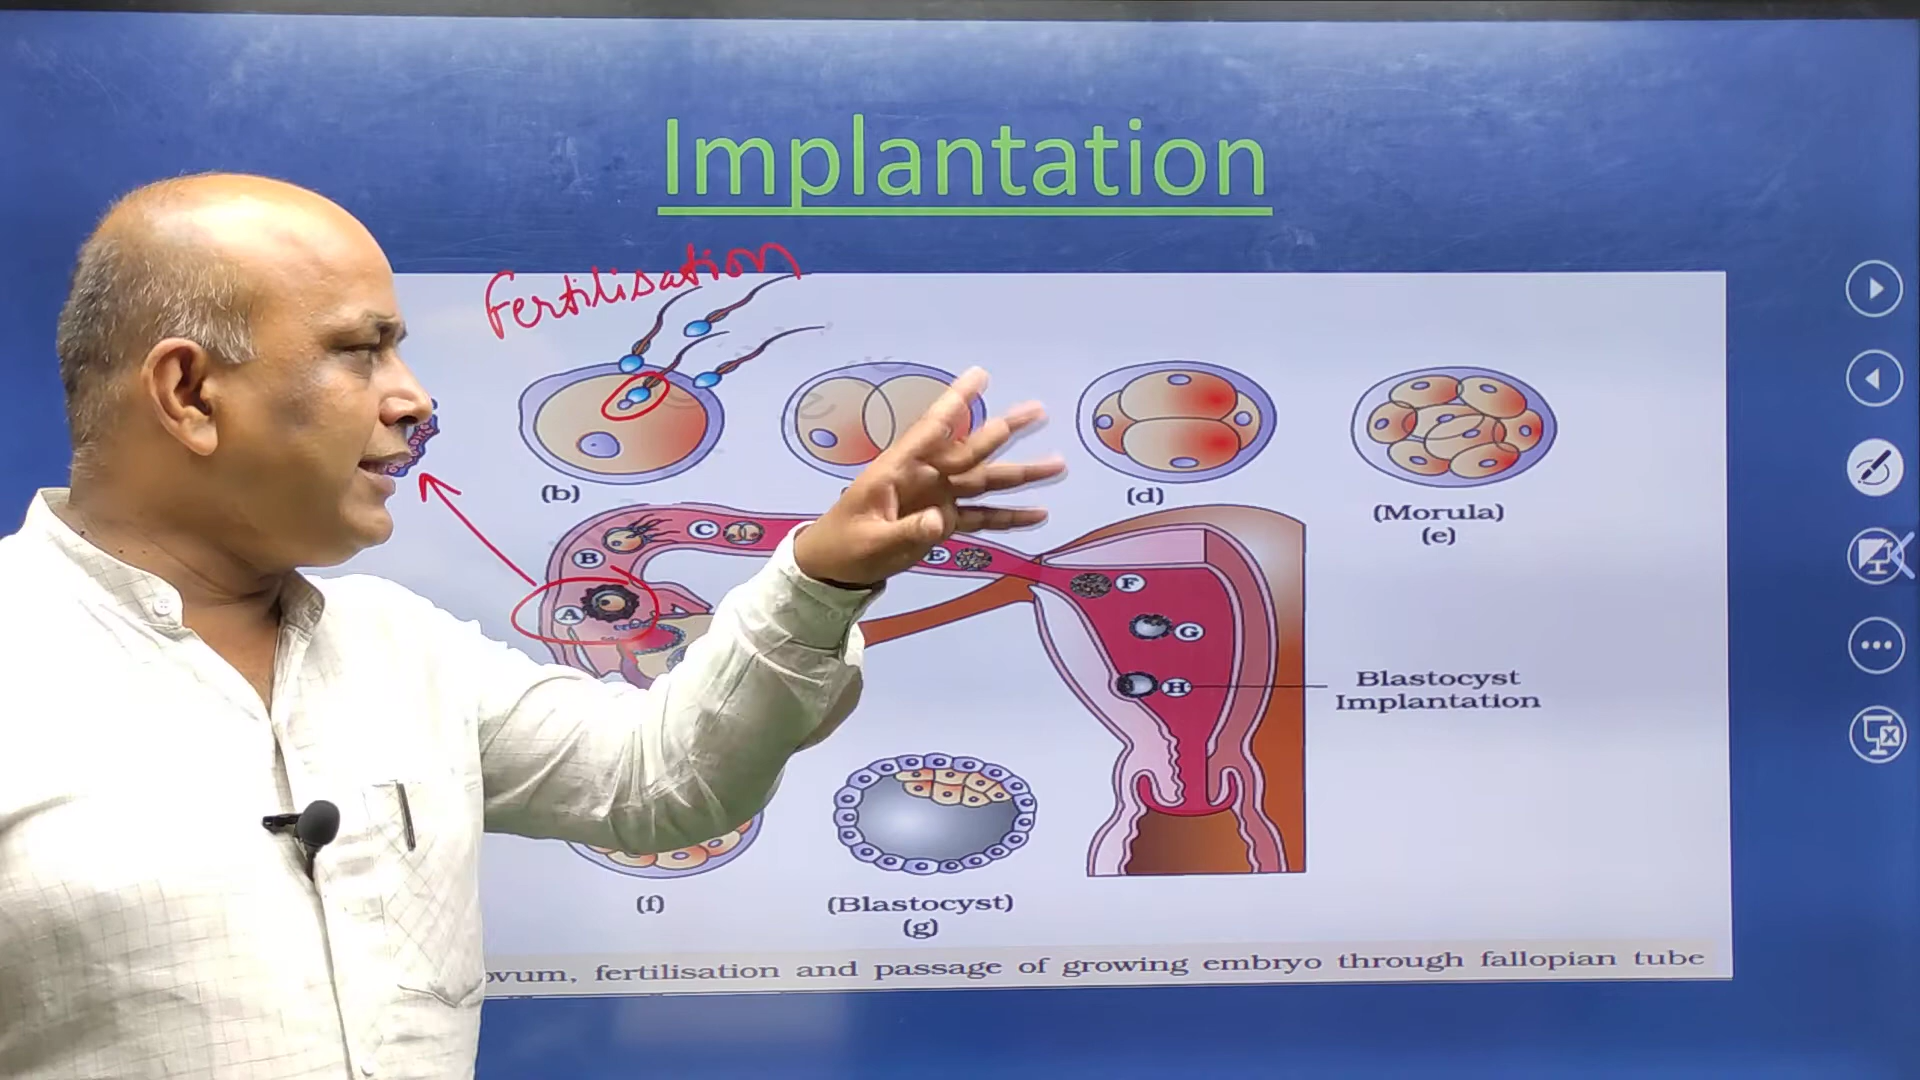 Implantation
Fertilisation
(b)
(d)
(Morula)
(e)
A
B
C
E
F
G
H
Blastocyst
Implantation
(f)
(Blastocyst)
(g)
ovum, fertilisation and passage of growing embryo through fallopian tube